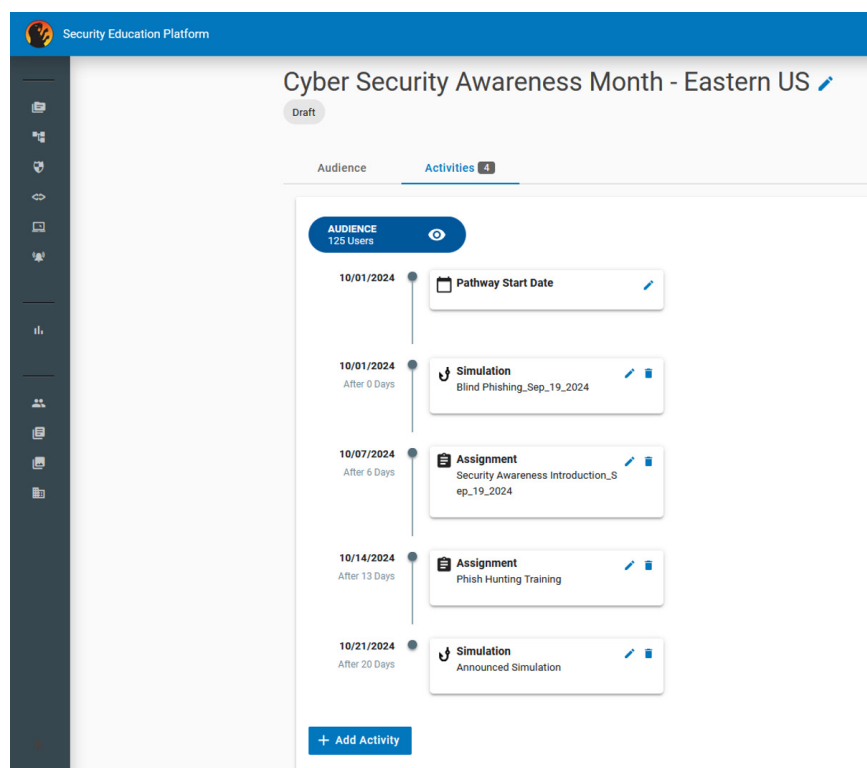 Security Education Platform
Cyber Security Awareness Month - Eastern US
Draft
Audience
Activities 4
AUDIENCE
125 Users
10/01/2024
Pathway Start Date
10/01/2024
After 0 Days
Simulation
Blind Phishing_Sep_19_2024
10/07/2024
After 6 Days
Assignment
Security Awareness Introduction_S
ep_19_2024
10/14/2024
After 13 Days
Assignment
Phish Hunting Training
10/21/2024
After 20 Days
Simulation
Announced Simulation
+ Add Activity